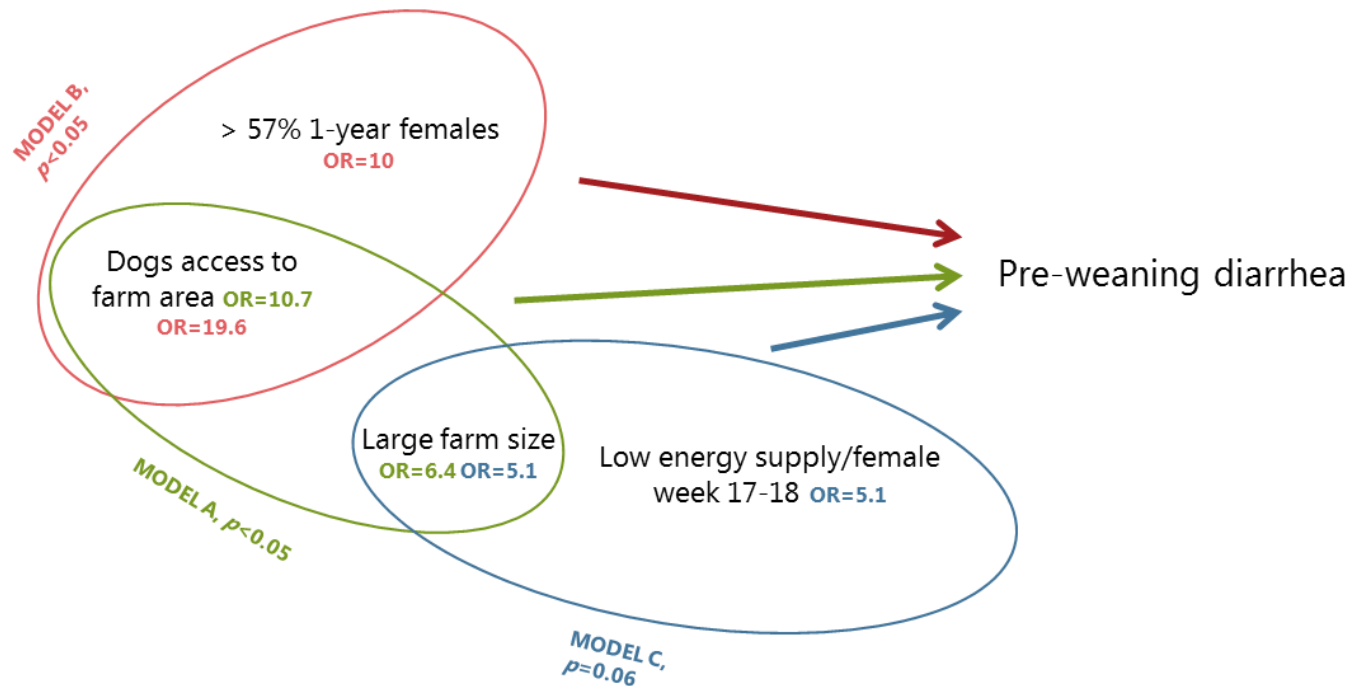 MODEL B,
p<0.05
> 57% 1-year females
OR=10
Dogs access to
farm area OR=10.7
OR=19.6
Pre-weaning diarrhea
Large farm size
OR=6.4 OR=5.1
Low energy supply/female
week 17-18 OR=5.1
MODEL A, p<0.05
MODEL C,
p=0.06